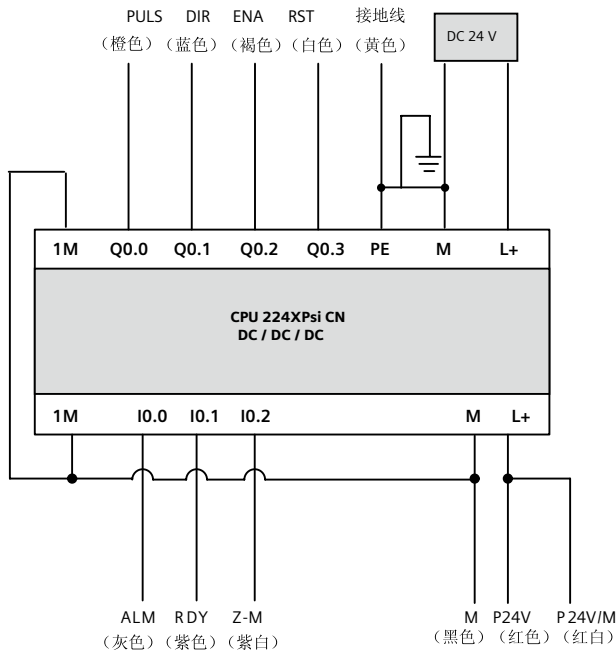 PULS DIR ENA RST 接地线
（橙色）（蓝色）（褐色）（白色）（黄色）
DC 24 V
1M Q0.0 Q0.1 Q0.2 Q0.3 PE M L+
CPU 224XPsi CN
DC / DC / DC
1M I0.0 I0.1 I0.2 M L+
ALM RDY Z-M M P24V P24V/M
（灰色）（紫色）（紫白）（黑色）（红色）（红白）